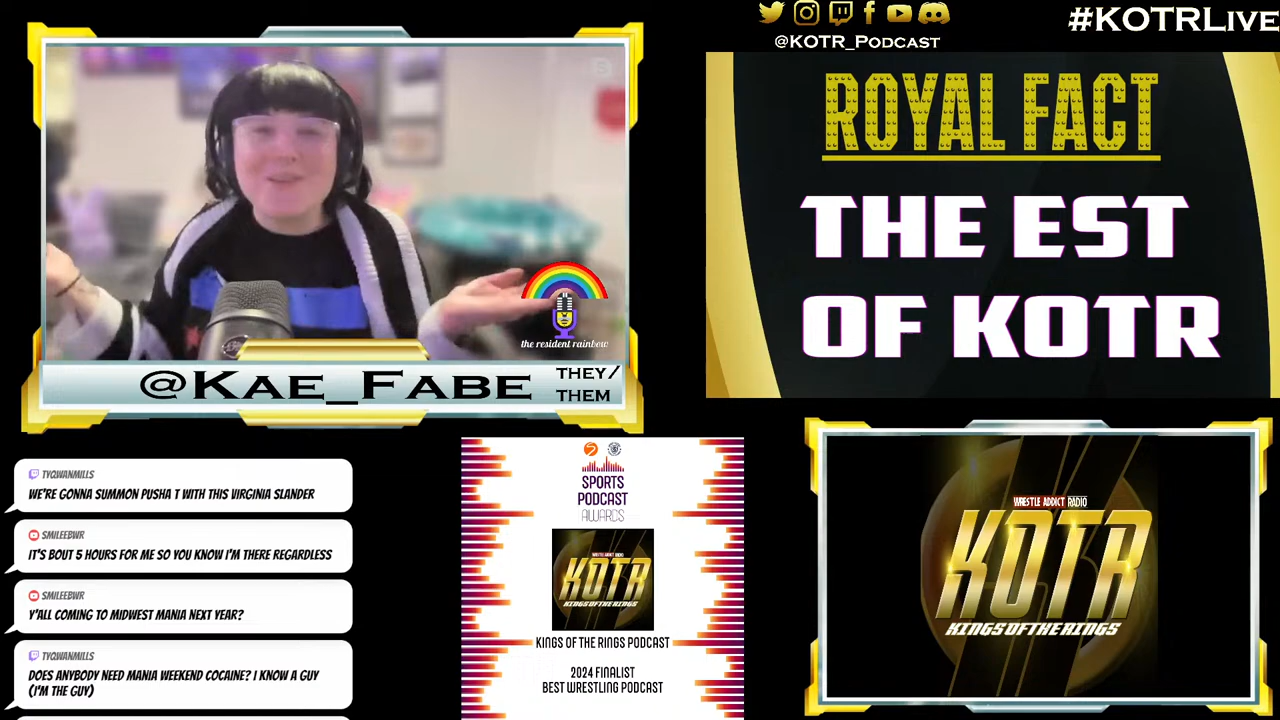 @KOTR_Podcast
#KOTRLive
ROYAL FACT
THE EST
OF KOTR
the resident rainbow
@Kae_Fabe
THEY/
THEM
TYQWANMILLS
WE'RE GONNA SUMMON PUSHA T WITH THIS VIRGINIA SLANDER
SMILEEBWR
IT'S BOUT 5 HOURS FOR ME SO YOU KNOW I'M THERE REGARDLESS
SMILEEBWR
Y'ALL COMING TO MIDWEST MANIA NEXT YEAR?
TYQWANMILLS
DOES ANYBODY NEED MANIA WEEKEND COCAINE? I KNOW A GUY
(I'M THE GUY)
SPORTS
PODCAST
AWARDS
WRESTLE ADDICT RADIO
KOTR
KINGS OF THE RINGS
KINGS OF THE RINGS PODCAST
2024 FINALIST
BEST WRESTLING PODCAST
WRESTLE ADDICT RADIO
KOTR
KINGS OF THE RINGS